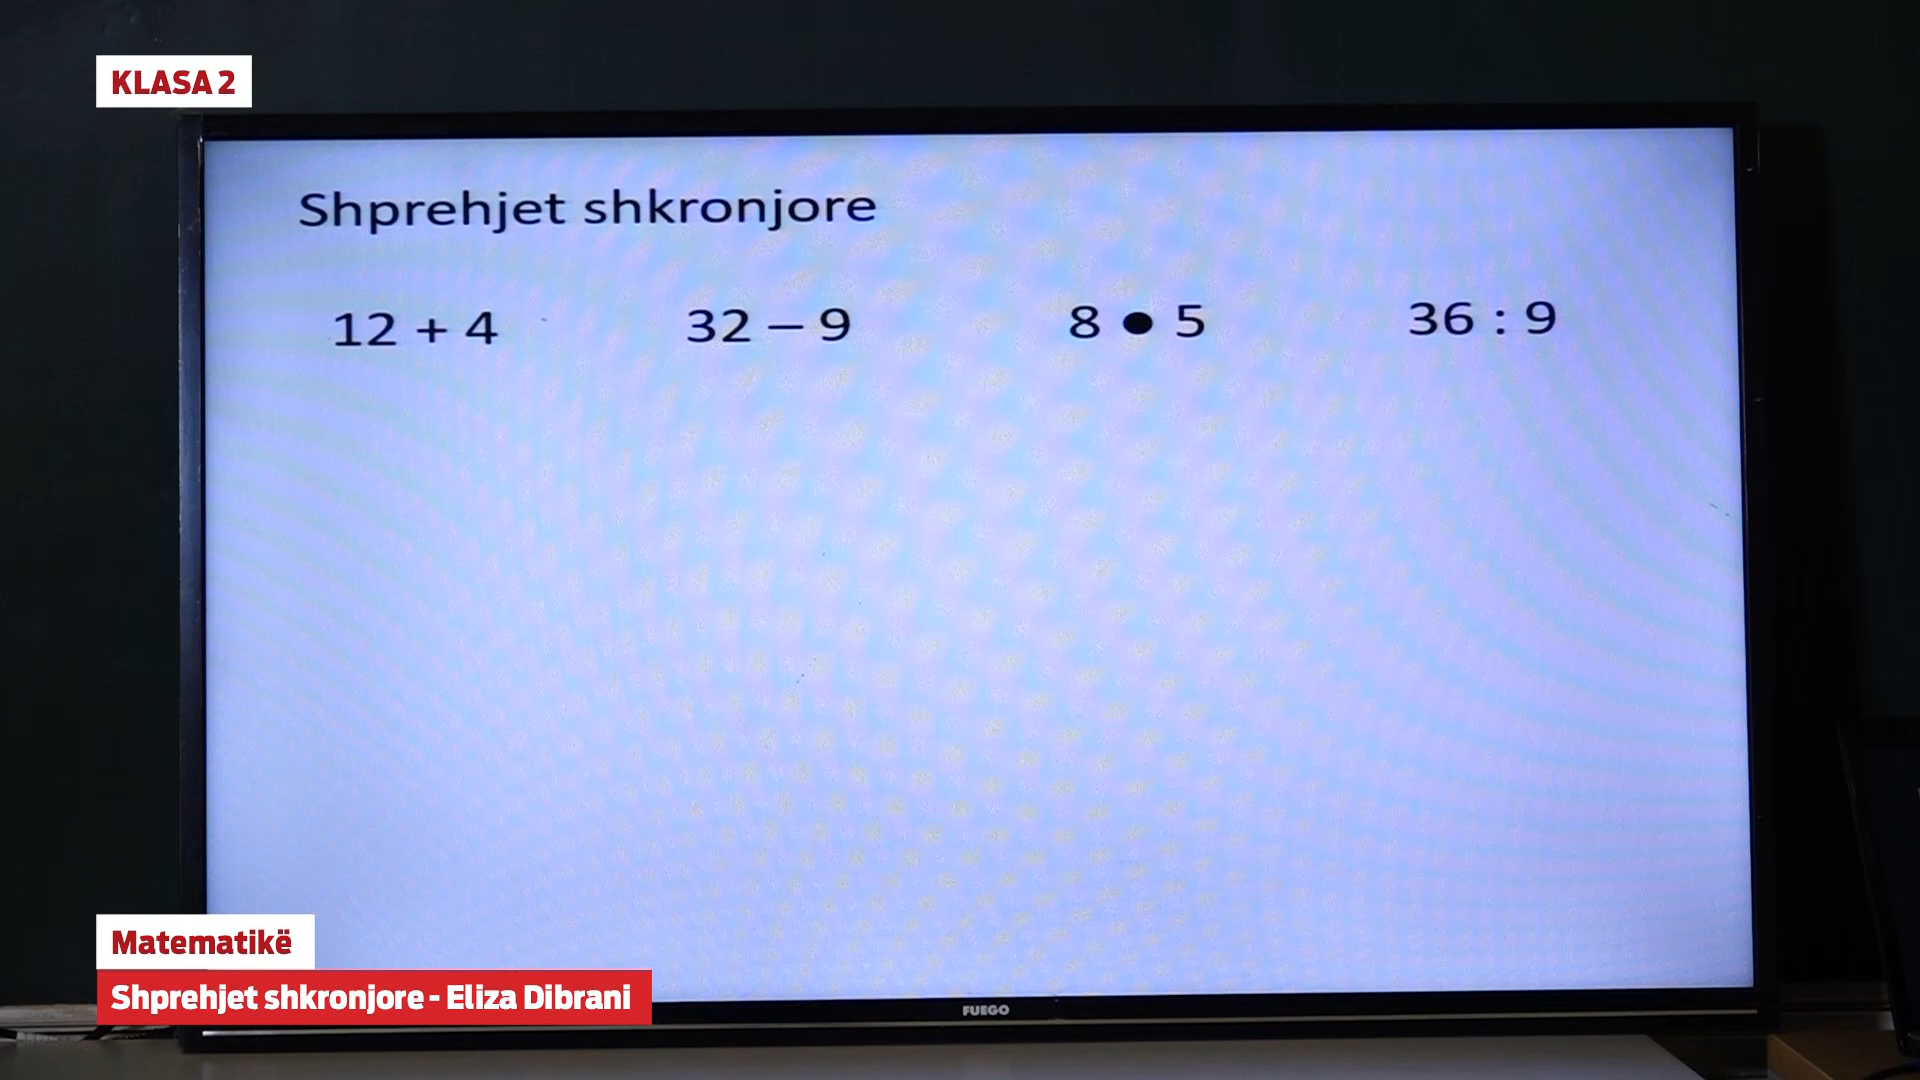 KLASA 2
Shprehjet shkronjore
12 + 4 32 – 9 8 • 5 36 : 9
Matematikë
Shprehjet shkronjore - Eliza Dibrani
FUEGO